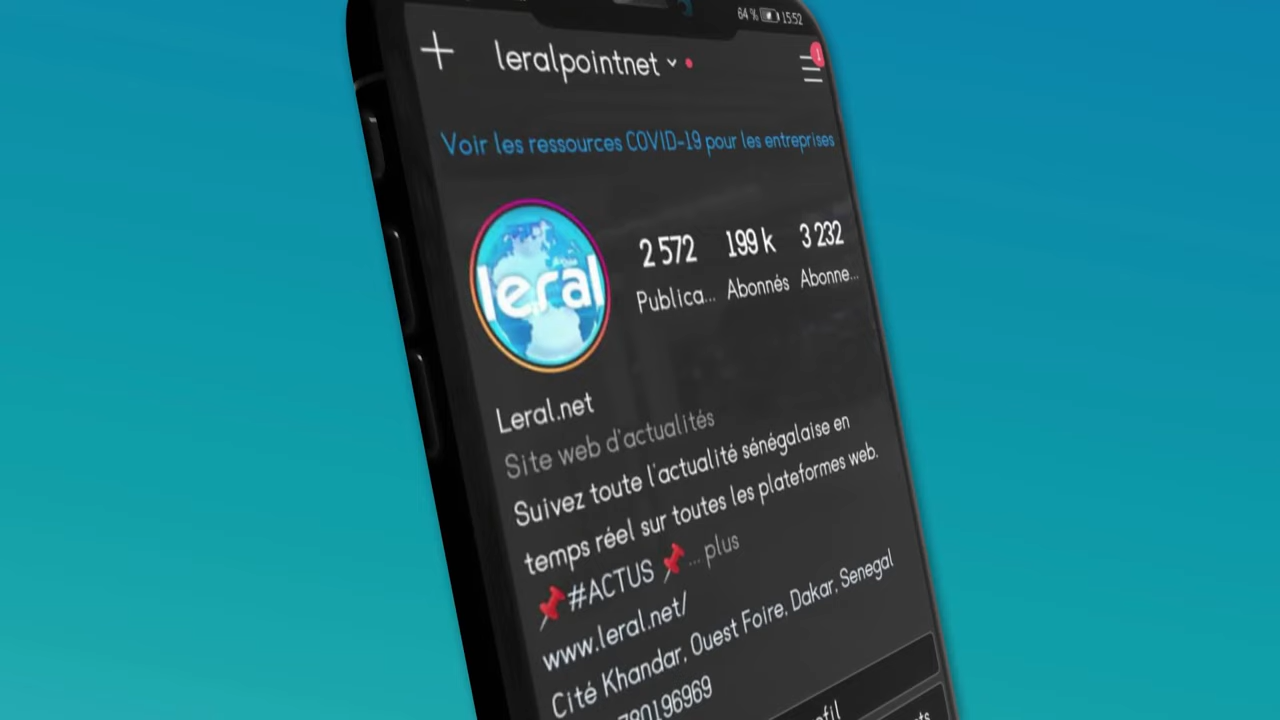 64 % 15:52
leralpointnet
1
Voir les ressources COVID-19 pour les entreprises
leral
2 572 199 k 3 232
Publica... Abonnés Abonne...
Leral.net
Site web d'actualités
Suivez toute l'actualité sénégalaise en
temps réel sur toutes les plateformes web.
#ACTUS ... plus
www.leral.net/
Cité Khandar, Ouest Foire, Dakar, Senegal
780196969